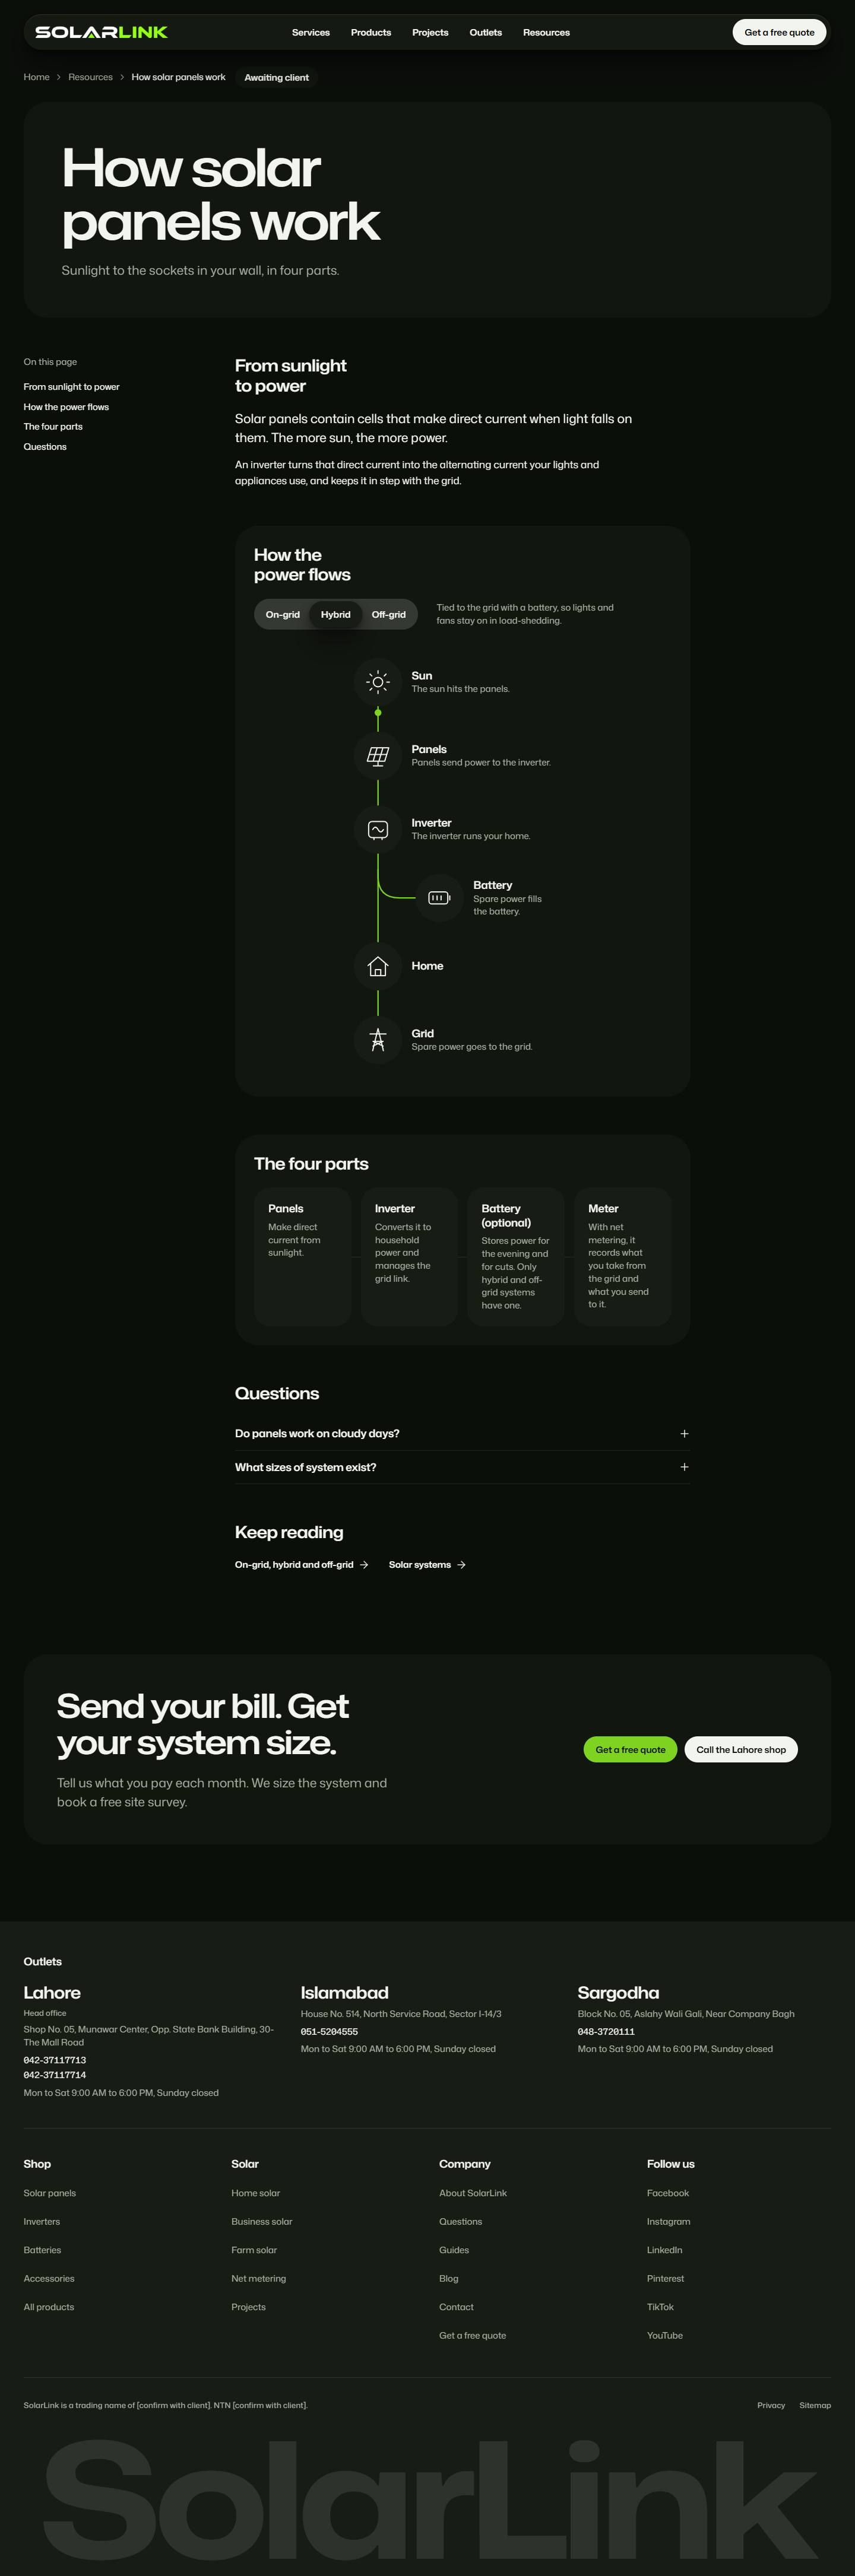 SOLARLINK
Services
Products
Projects
Outlets
Resources
Get a free quote
Home
Resources
How solar panels work
Awaiting client
How solar
panels work
Sunlight to the sockets in your wall, in four parts.
On this page
From sunlight to power
How the power flows
The four parts
Questions
From sunlight
to power
Solar panels contain cells that make direct current when light falls on
them. The more sun, the more power.
An inverter turns that direct current into the alternating current your lights and
appliances use, and keeps it in step with the grid.
How the
power flows
On-grid
Hybrid
Off-grid
Tied to the grid with a battery, so lights and
fans stay on in load-shedding.
Sun
The sun hits the panels.
Panels
Panels send power to the inverter.
Inverter
The inverter runs your home.
Battery
Spare power fills
the battery.
Home
Grid
Spare power goes to the grid.
The four parts
Panels
Make direct
current from
sunlight.
Inverter
Converts it to
household
power and
manages the
grid link.
Battery
(optional)
Stores power for
the evening and
for cuts. Only
hybrid and off-
grid systems
have one.
Meter
With net
metering, it
records what
you take from
the grid and
what you send
to it.
Questions
Do panels work on cloudy days?
What sizes of system exist?
Keep reading
On-grid, hybrid and off-grid
Solar systems
Send your bill. Get
your system size.
Tell us what you pay each month. We size the system and
book a free site survey.
Get a free quote
Call the Lahore shop
Outlets
Lahore
Head office
Shop No. 05, Munawar Center, Opp. State Bank Building, 30-
The Mall Road
042-37117713
042-37117714
Mon to Sat 9:00 AM to 6:00 PM, Sunday closed
Islamabad
House No. 514, North Service Road, Sector I-14/3
051-5204555
Mon to Sat 9:00 AM to 6:00 PM, Sunday closed
Sargodha
Block No. 05, Aslahy Wali Gali, Near Company Bagh
048-3720111
Mon to Sat 9:00 AM to 6:00 PM, Sunday closed
Shop
Solar panels
Inverters
Batteries
Accessories
All products
Solar
Home solar
Business solar
Farm solar
Net metering
Projects
Company
About SolarLink
Questions
Guides
Blog
Contact
Get a free quote
Follow us
Facebook
Instagram
LinkedIn
Pinterest
TikTok
YouTube
SolarLink is a trading name of [confirm with client]. NTN [confirm with client].
Privacy
Sitemap
SolarLink